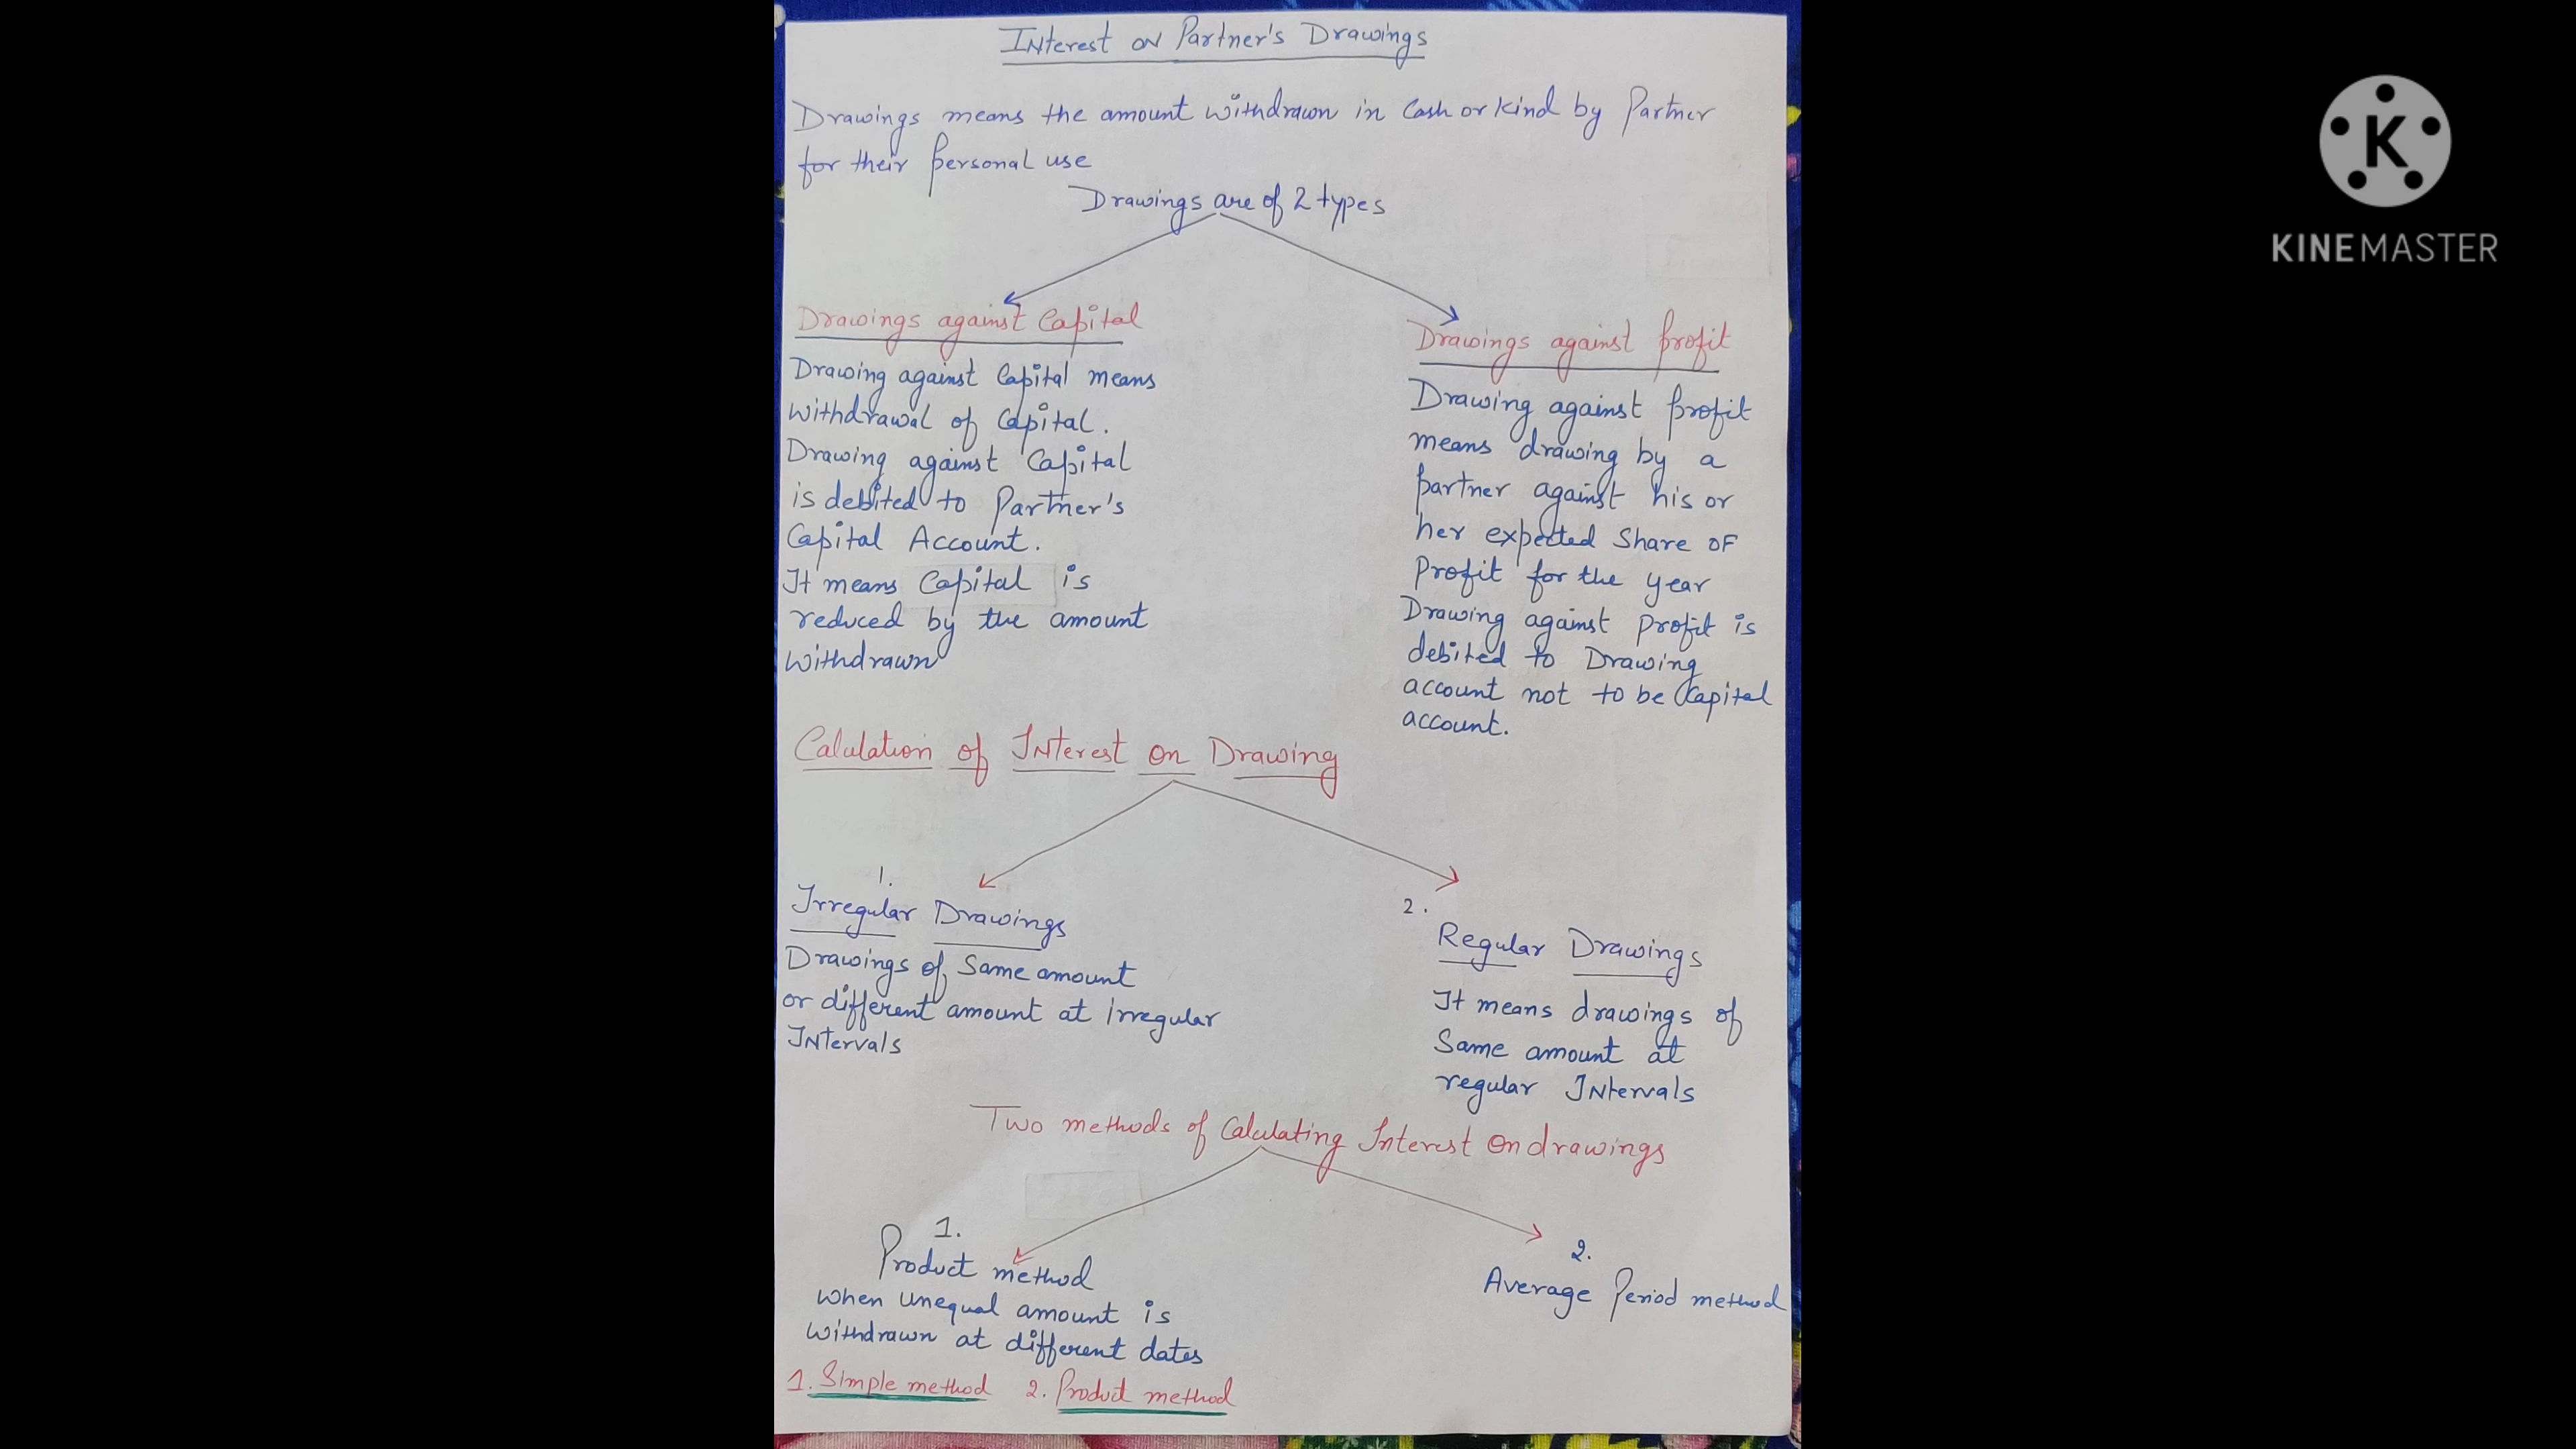 Interest on Partner's Drawings
Drawings means the amount withdrawn in Cash or kind by Partner
for their personal use
Drawings are of 2 types
Drawings against Capital
Drawing against Capital means
withdrawal of Capital.
Drawing against Capital
is debited to Partner's
Capital Account.
It means Capital is
reduced by the amount
withdrawn
Drawings against profit
Drawing against profit
means drawing by a
partner against his or
her expected Share OF
Profit for the year
Drawing against profit is
debited to Drawing
account not to be Capital
account.
Calulation of Interest on Drawing
1.
Irregular Drawings
Drawings of Same amount
or different amount at irregular
Intervals
2.
Regular Drawings
It means drawings of
Same amount at
regular Intervals
Two methods of Calculating Interest on drawings
1.
Product method
when unequal amount is
withdrawn at different dates
1. Simple method 2. Product method
2.
Average Period method
K
KINEMASTER